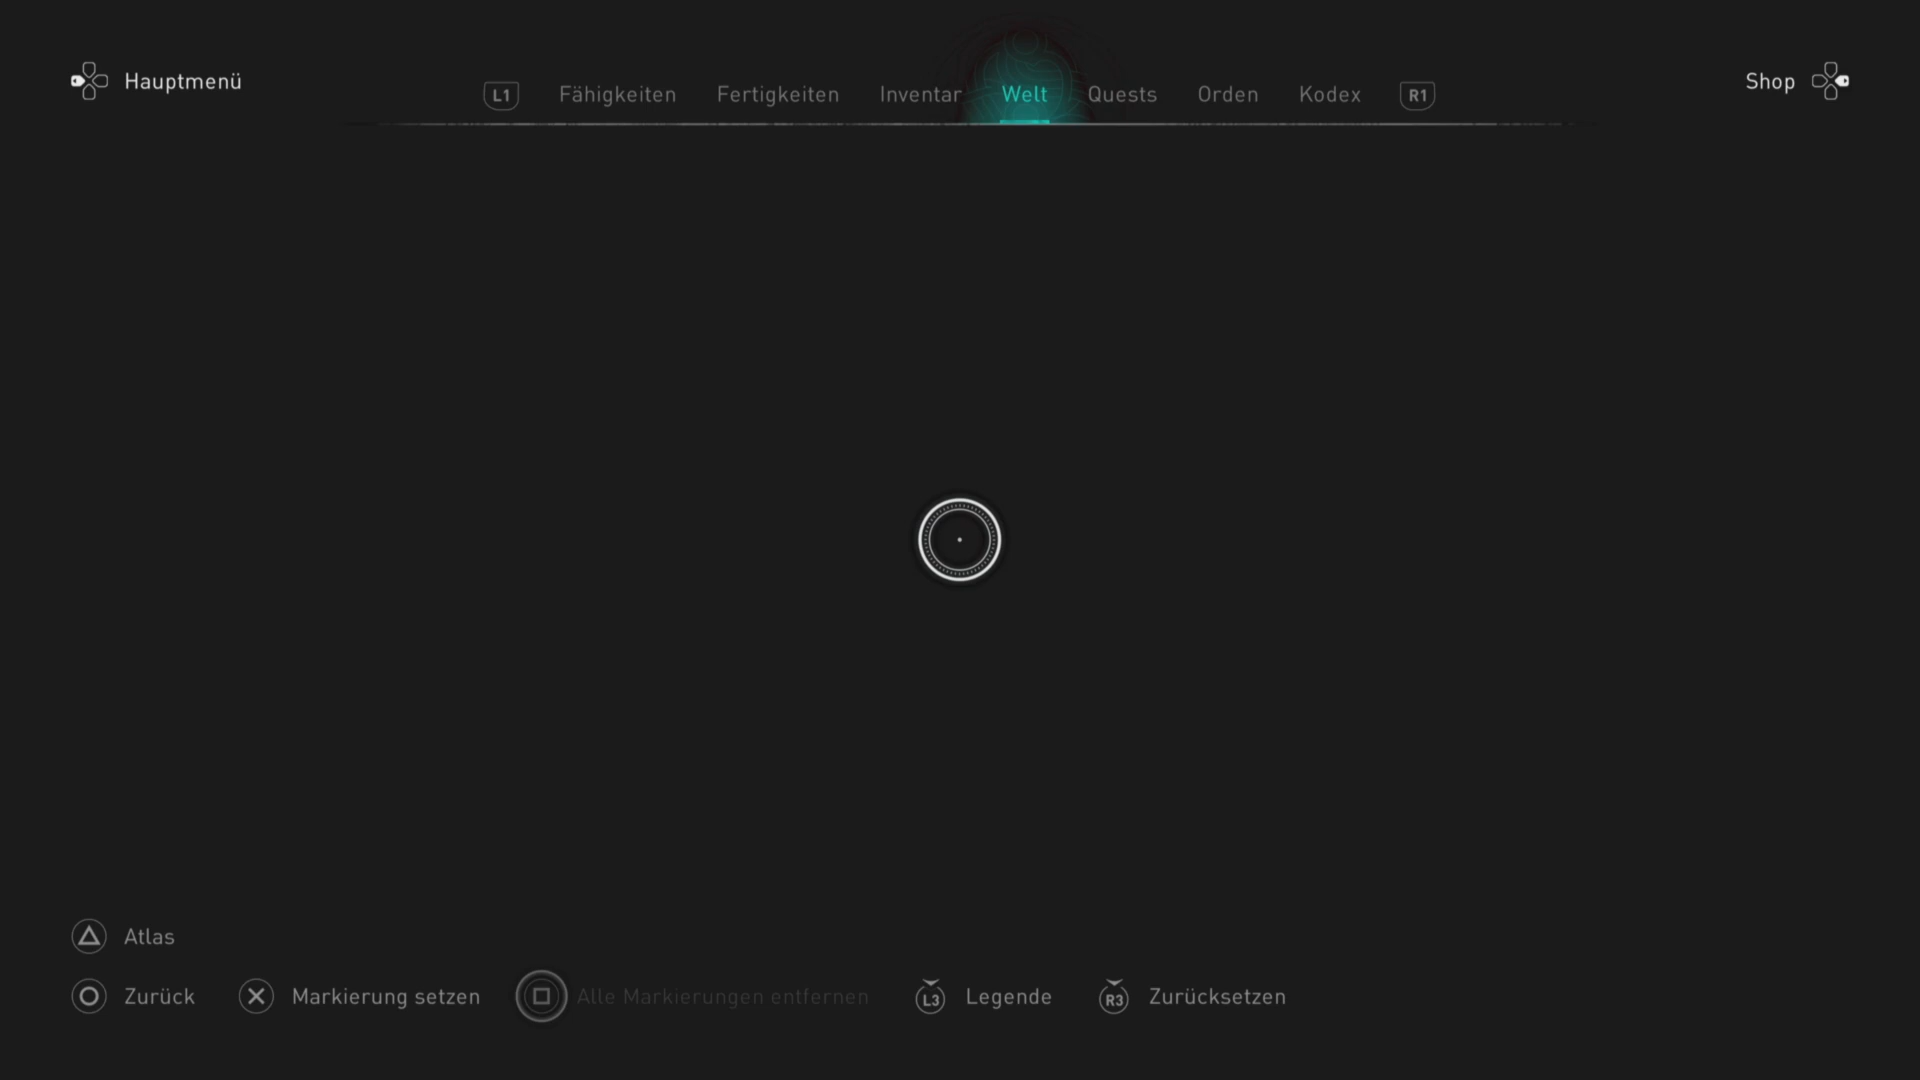 Hauptmenü
L1 Fähigkeiten Fertigkeiten Inventar Welt Quests Orden Kodex R1
Shop
Atlas
Zurück Markierung setzen Alle Markierungen entfernen L3 Legende R3 Zurücksetzen